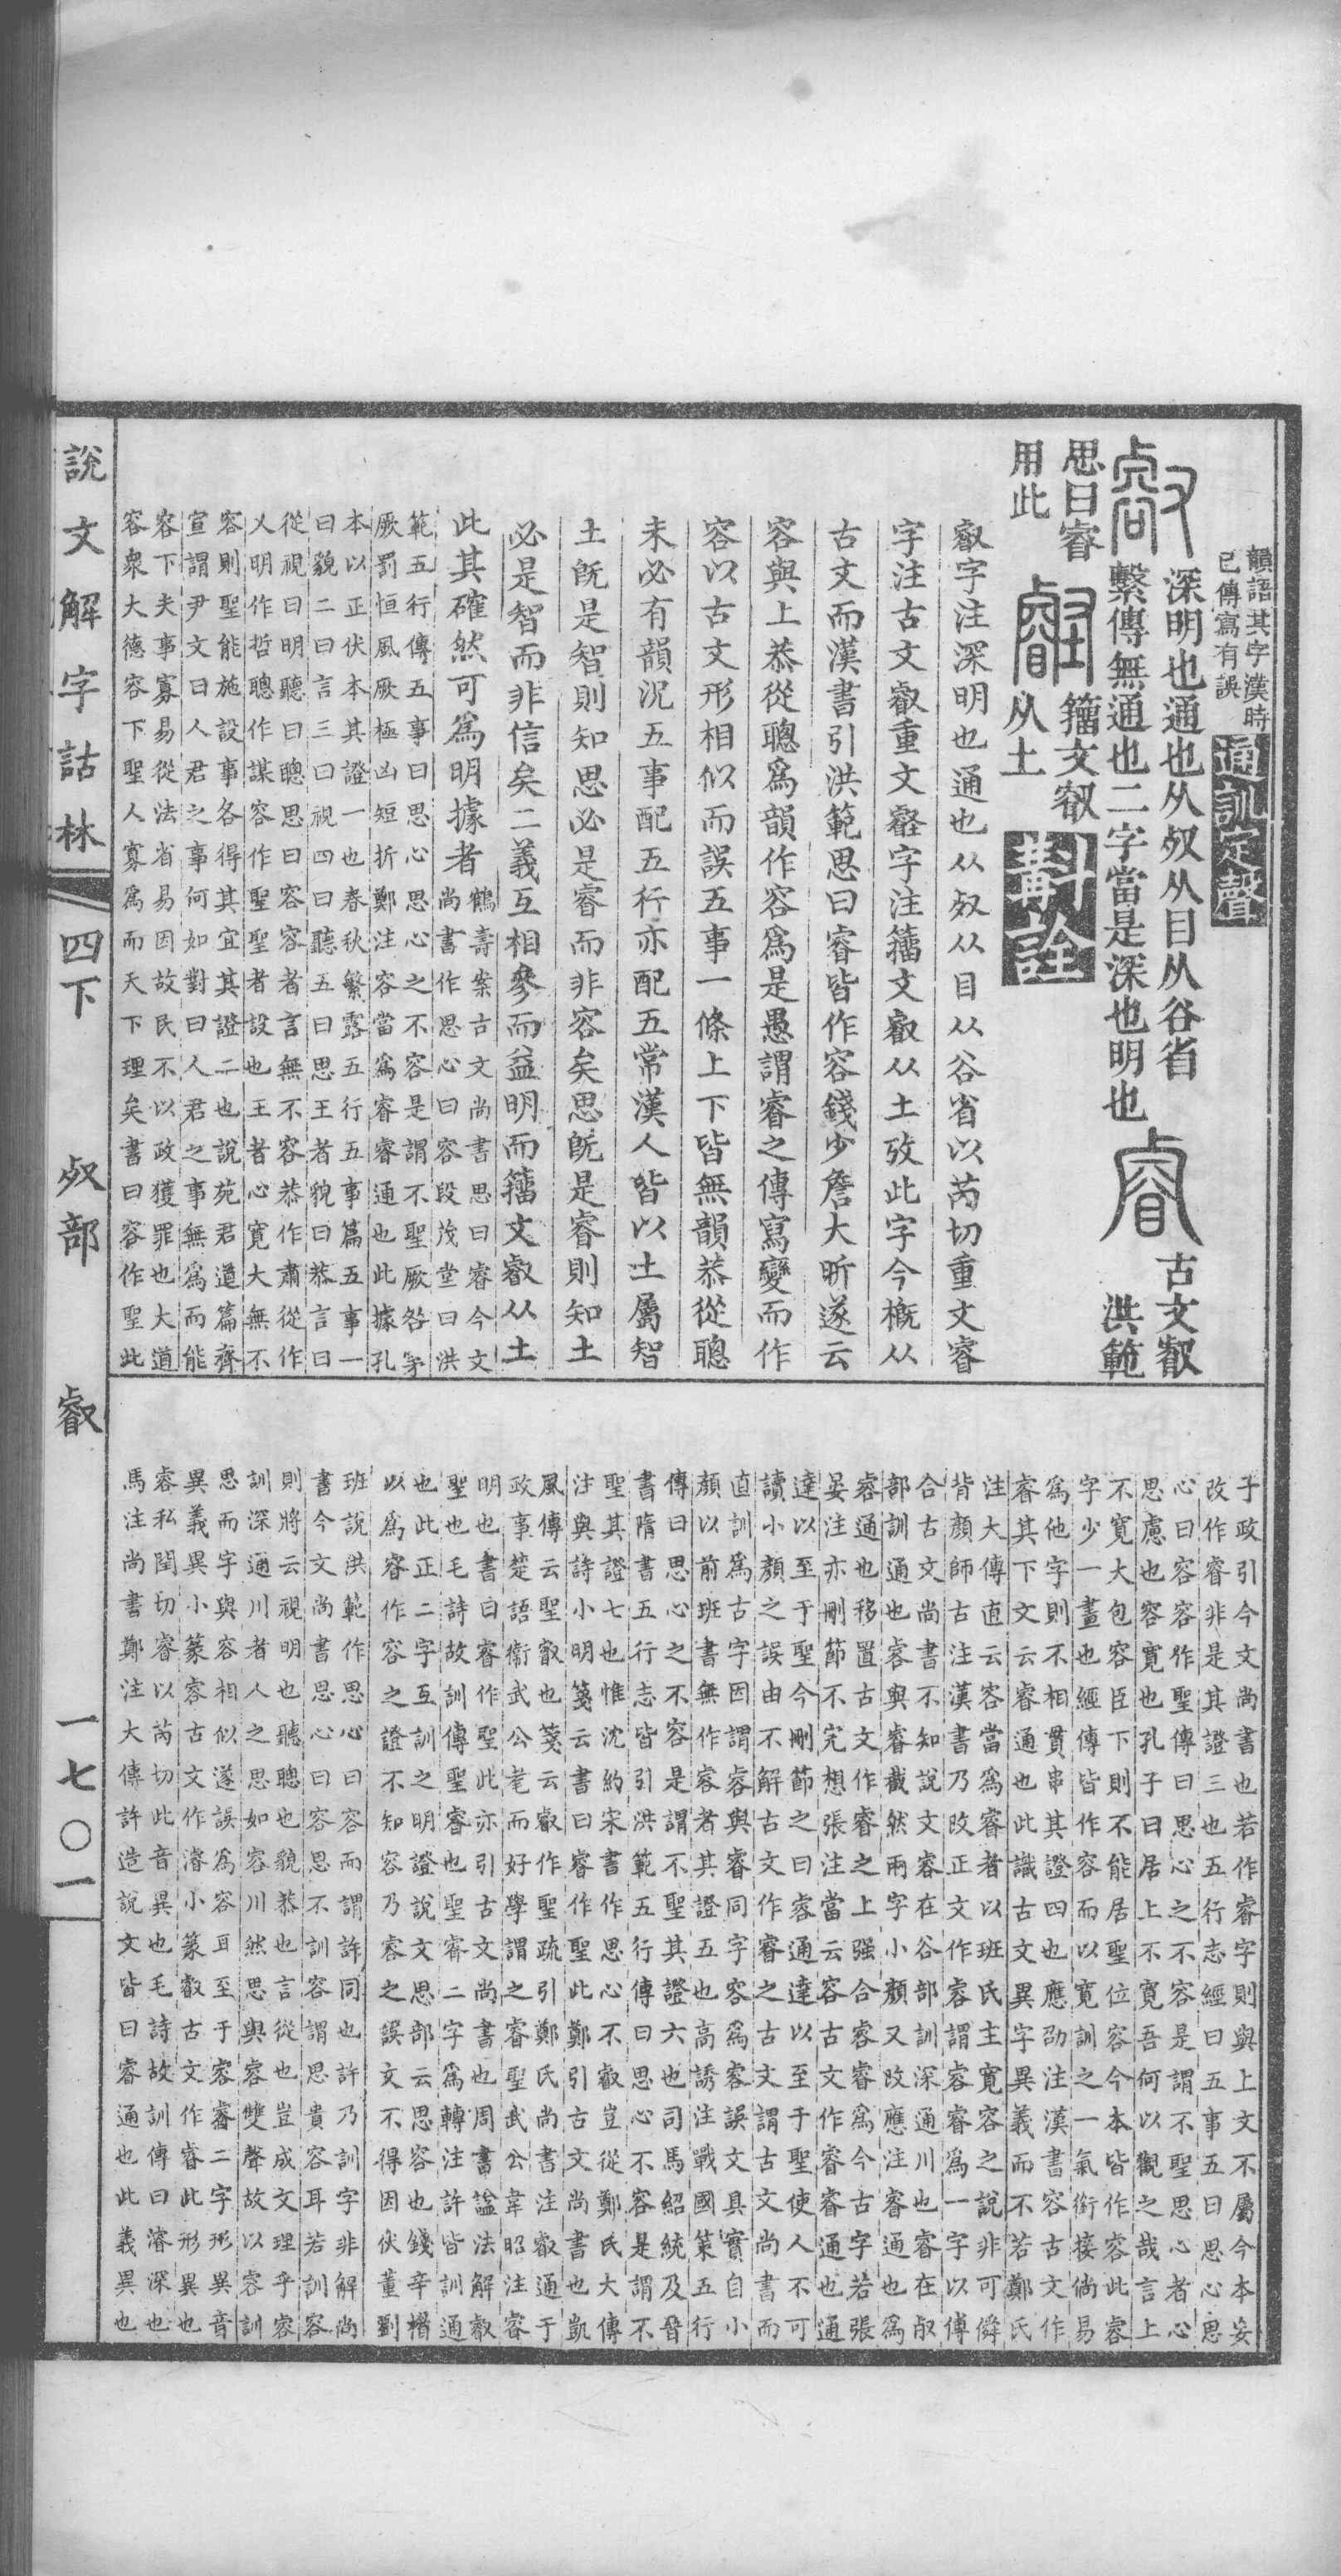 韻語其字漢時
已傳寫有誤
通訓定聲
深明也通也从𣦼从目从谷省
繫傳無通也二字當是深也明也
古文叡
洪範
思曰睿
籒文叡
用此
从土
斠詮
叡字注深明也通也从𣦼从目从谷省以芮切重文睿
字注古文叡重文壡字注籒文叡从土攷此字今概从
古文而漢書引洪範思曰睿皆作容錢少詹大昕遂云
容與上恭從聰爲韻作容爲是愚謂睿之傳寫變而作
容以古文形相似而誤五事一條上下皆無韻恭從聰
未必有韻況五事配五行亦配五常漢人皆以土屬智
土旣是智則知思必是睿而非容矣思旣是睿則知土
必是智而非信矣二義互相參而益明而籒文叡从土
此其確然可爲明據者
鶴壽案古文尚書思曰睿今文
尚書作思心曰容段茂堂曰洪
範五行傳五事曰思心思心之不容是謂不聖厥咎雺
厥罰恒風厥極凶短折鄭注容當爲睿睿通也此據孔
本以正伏本其證一也春秋繁露五行五事篇五事一
曰貌二曰言三曰視四曰聽五曰思王者貌曰恭言曰
從視曰明聽曰聰思曰容容者言無不容恭作肅從作
乂明作哲聰作謀容作聖聖者設也王者心寬大無不
容則聖能施設事各得其宜其證二也說苑君道篇齊
宣謂尹文曰人君之事何如對曰人君之事無爲而能
容下夫事寡易從法省易因故民不以政獲罪也大道
容衆大德容下聖人寡爲而天下理矣書曰容作聖此
子政引今文尚書也若作睿字則與上文不屬今本妄
改作睿非是其證三也五行志經曰五事五曰思心思
心曰容容作聖傳曰思心之不容是謂不聖思心者心
思慮也容寬也孔子曰居上不寬吾何以觀之哉言上
不寬大包容臣下則不能居聖位容今本皆作容此容
字少一畫也經傳皆作容而以寬訓之一氣銜接倘易
爲他字則不相貫串其證四也應劭注漢書容古文作
睿其下文云睿通也此識古文異字異義而不若鄭氏
注大傳直云容當爲睿者以班氏主寬容之說非可儕
背顏師古注漢書乃改正文作容謂容睿爲一字以傅
合古文尚書不知說文容在谷部訓深通川也睿在𣦼
部訓通也容與睿截然兩字小顏又改應注睿通也爲
容通也移置古文作睿之上强合容睿爲今古字若張
晏注亦刪節不完想張注當云容古文作睿睿通也通
達以至于聖今刪節之曰容通達以至于聖使人不可
讀小顏之誤由不解古文作睿之古文謂古文尚書而
直訓爲古字因謂容與睿同字容爲容誤文具實自小
顏以前班書無作容者其證五也高誘注戰國策五行
傳曰思心之不容是謂不聖其證六也司馬紹統及晉
書隋書五行志皆引洪範五行傳曰思心不容是謂不
聖其證七也惟沈約宋書作思心不叡豈從鄭氏大傳
注與詩小明箋云書曰睿作聖此鄭引古文尚書也凱
風傳云聖叡也箋云叡作聖疏引鄭氏尚書注叡通于
政事楚語衛武公耄而好學謂之睿聖武公韋昭注容
明也書曰睿作聖此亦引古文尚書也周書謚法解叡
聖也毛詩故訓傳聖睿也聖睿二字爲轉注許皆訓通
也此正二字互訓之明證說文思部云思容也錢辛楣
以爲容作容之證不知容乃容之誤文不得因伏董劉
班說洪範作思心曰容而謂許同也許乃訓字非解尚
書今文尚書思心曰容思不訓容謂思貴容耳若訓容
則將云視明也聽聰也貌恭也言從也豈成文理乎容
訓深通川者人之思如容川然思與容雙聲故以容訓
思而字與容相似遂誤爲容耳至于容睿二字形異音
異義異小篆容古文作濬小篆叡古文作睿此形異也
容私閏切睿以芮切此音異也毛詩故訓傳曰濬深也
馬注尚書鄭注大傳許造說文皆曰睿通也此義異也
說文解字詁林 四下 𣦼部 叡 一七〇一